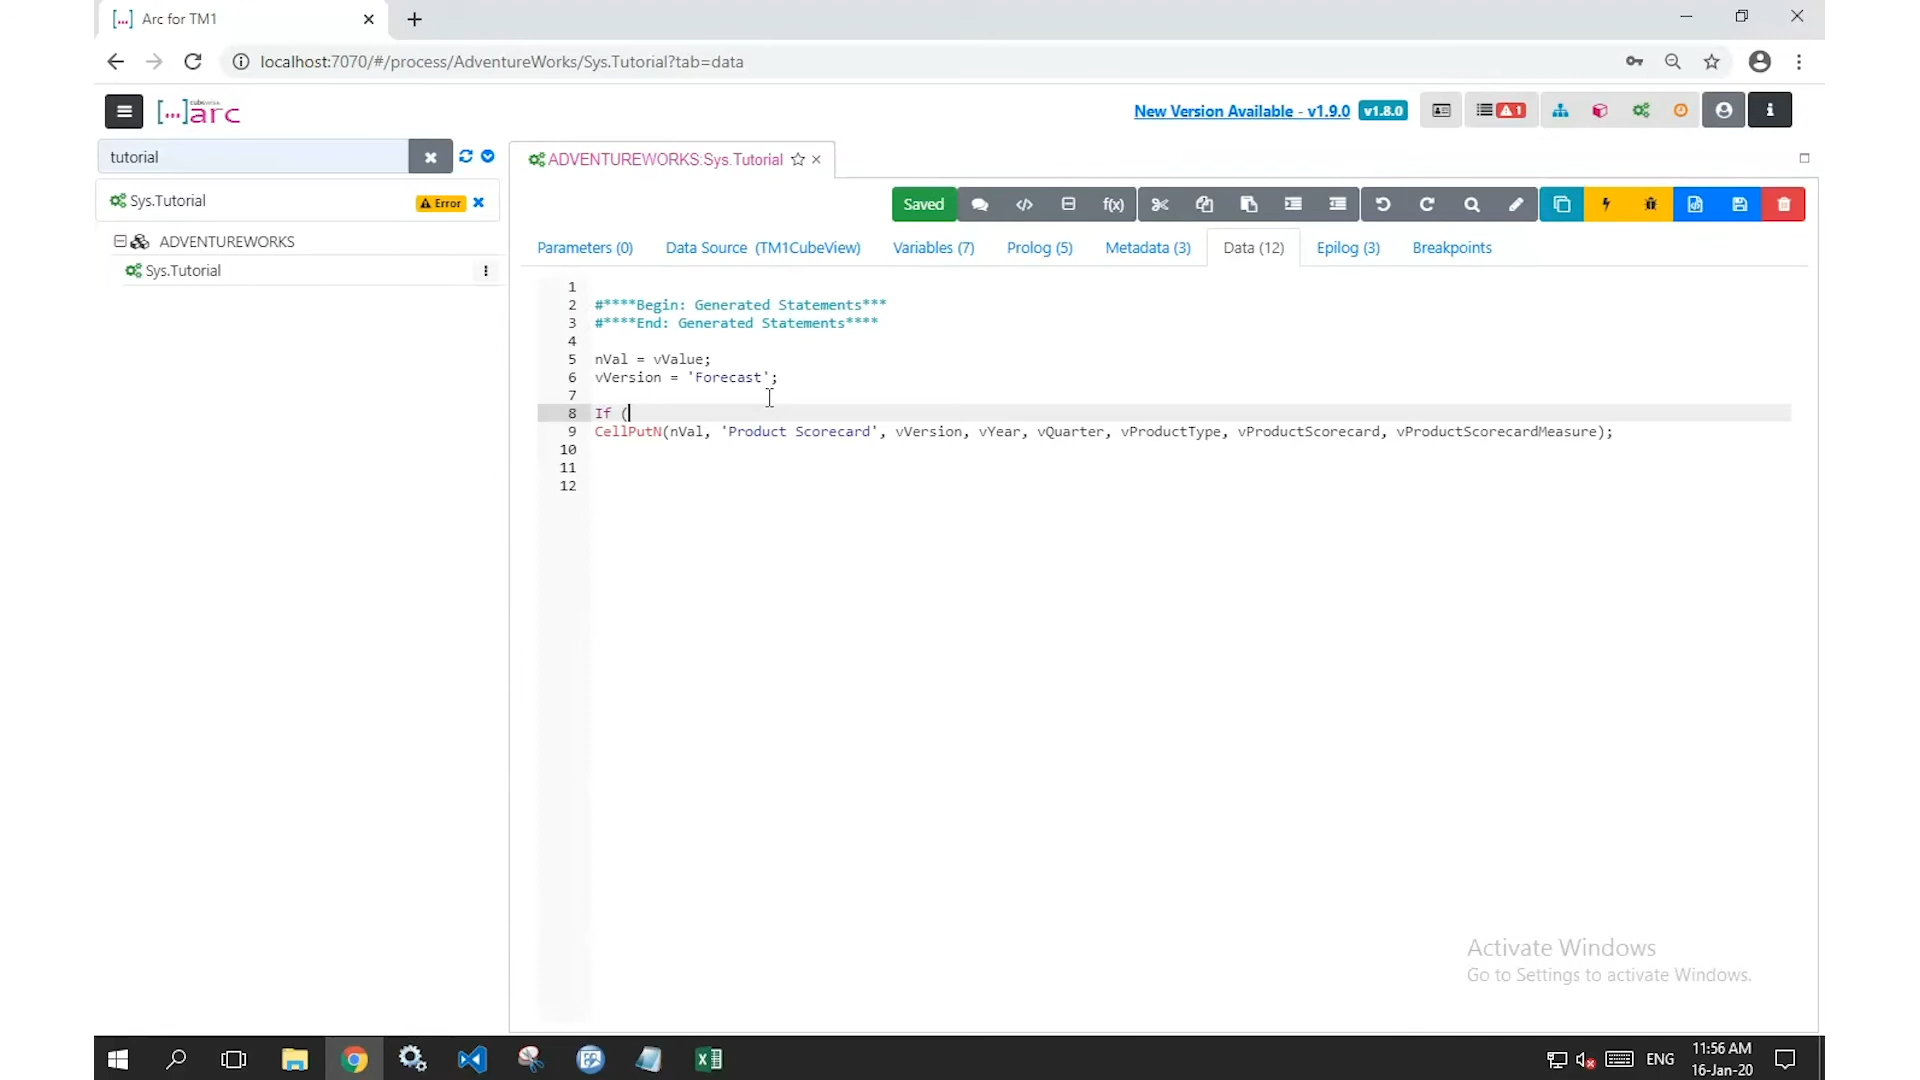 [...] Arc for TM1
localhost:7070/#/process/AdventureWorks/Sys.Tutorial?tab=data
[...]arc
cubewise
New Version Available - v1.9.0 v1.8.0
1
tutorial
ADVENTUREWORKS:Sys.Tutorial
Sys.Tutorial
Error
ADVENTUREWORKS
Sys.Tutorial
Saved
f(x)
Parameters (0) Data Source (TM1CubeView) Variables (7) Prolog (5) Metadata (3) Data (12) Epilog (3) Breakpoints
1
2 #****Begin: Generated Statements***
3 #****End: Generated Statements****
4
5 nVal = vValue;
6 vVersion = 'Forecast';
7
8 If (
9 CellPutN(nVal, 'Product Scorecard', vVersion, vYear, vQuarter, vProductType, vProductScorecard, vProductScorecardMeasure);
10
11
12
Activate Windows
Go to Settings to activate Windows.
ENG
11:56 AM
16-Jan-20